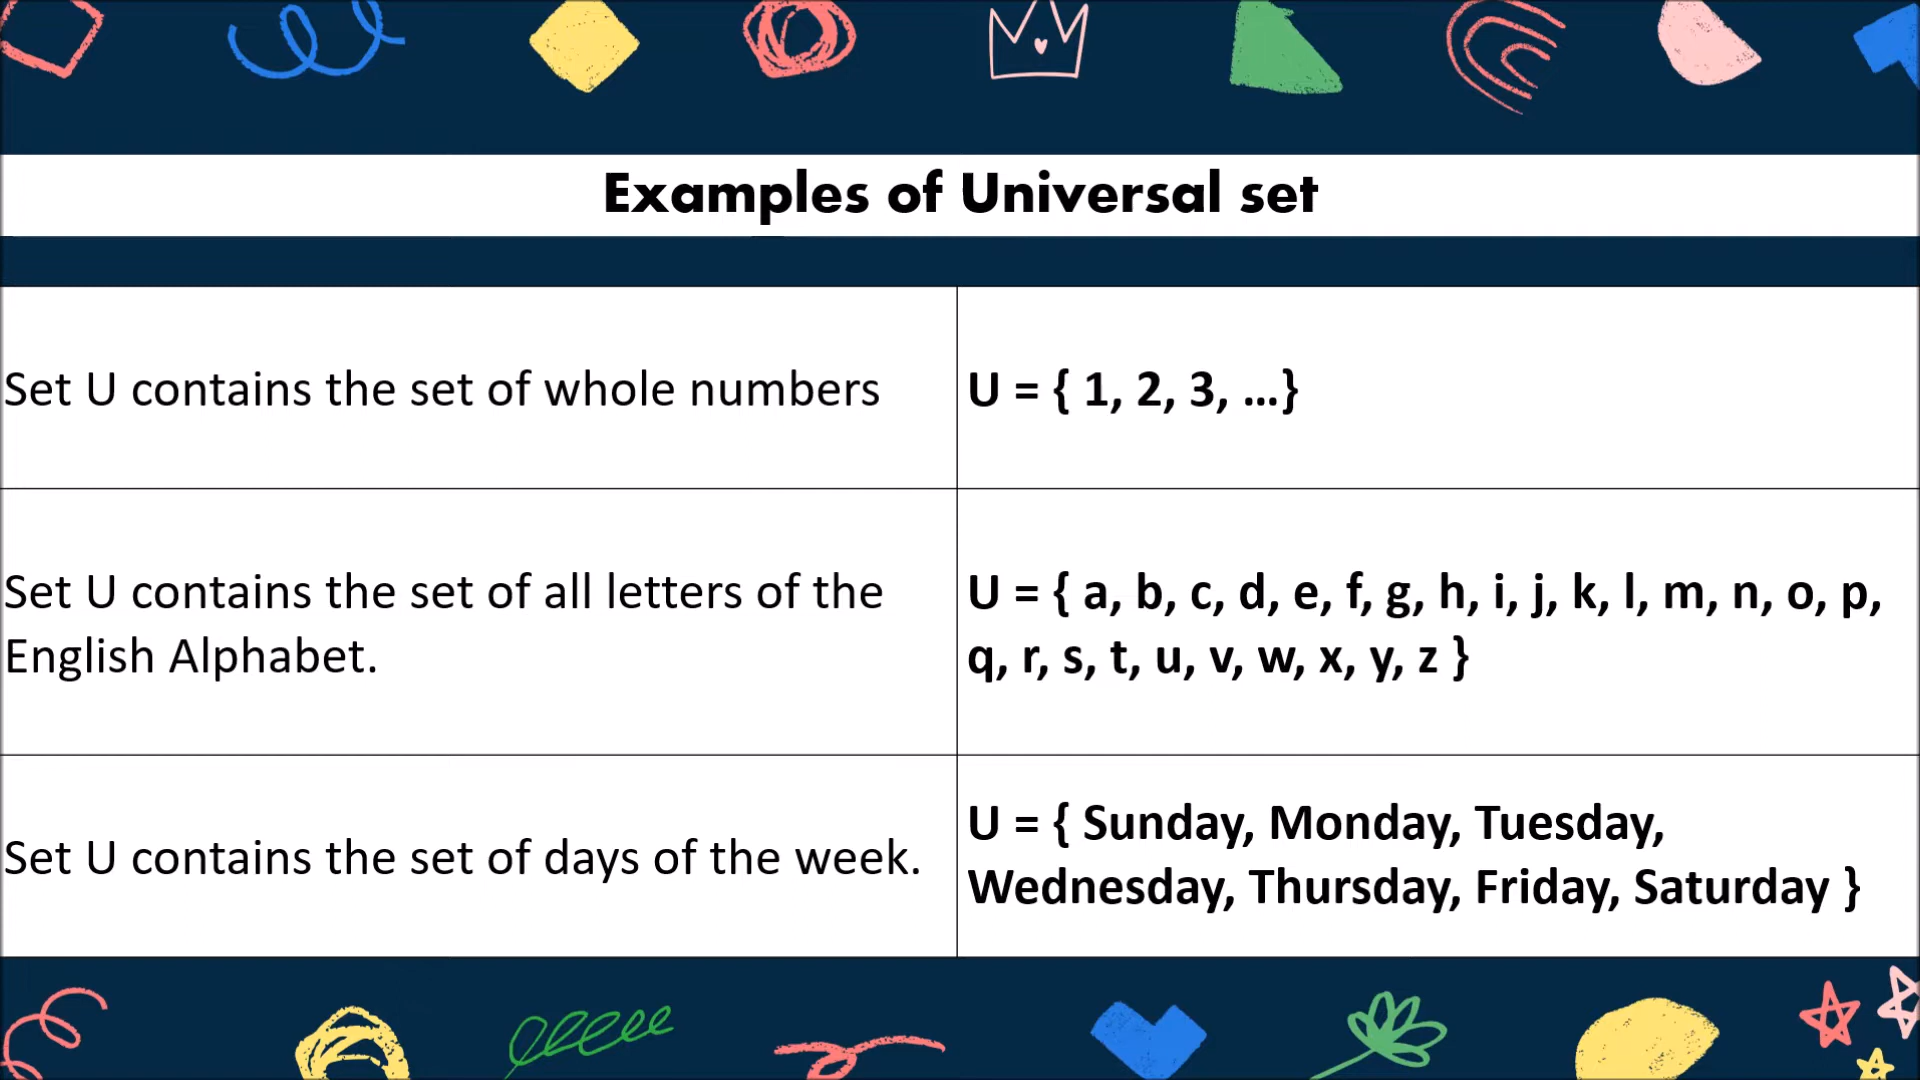 Examples of Universal set
Set U contains the set of whole numbers
U = { 1, 2, 3, ...}
Set U contains the set of all letters of the
English Alphabet.
U = { a, b, c, d, e, f, g, h, i, j, k, l, m, n, o, p,
q, r, s, t, u, v, w, x, y, z }
Set U contains the set of days of the week.
U = { Sunday, Monday, Tuesday,
Wednesday, Thursday, Friday, Saturday }